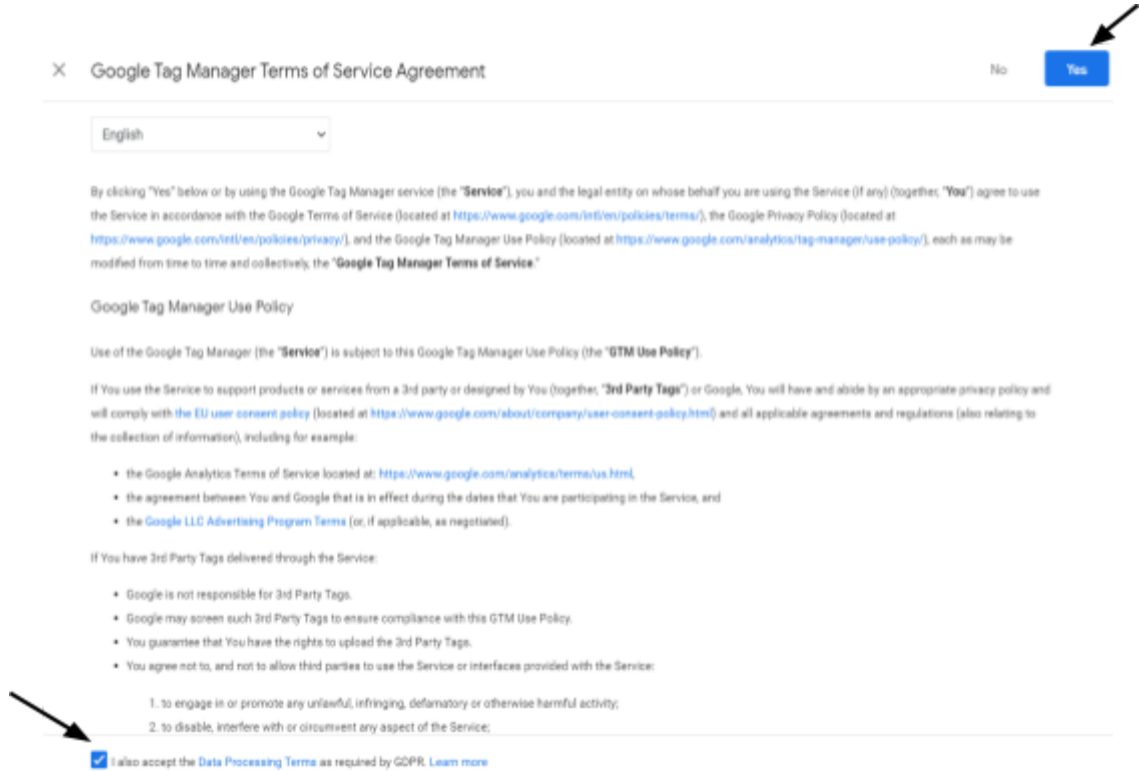 Google Tag Manager Terms of Service Agreement
No
Yes
English
By clicking "Yes" below or by using the Google Tag Manager service (the "Service"), you and the legal entity on whose behalf you are using the Service (if any) (together, "You") agree to use
the Service in accordance with the Google Terms of Service (located at https://www.google.com/intl/en/policies/terms/), the Google Privacy Policy (located at
https://www.google.com/intl/en/policies/privacy/), and the Google Tag Manager Use Policy (located at https://www.google.com/analytics/tag-manager/use-policy/), each as may be
modified from time to time and collectively, the "Google Tag Manager Terms of Service."
Google Tag Manager Use Policy
Use of the Google Tag Manager (the "Service") is subject to this Google Tag Manager Use Policy (the "GTM Use Policy").
If You use the Service to support products or services from a 3rd party or designed by You (together, "3rd Party Tags") or Google, You will have and abide by an appropriate privacy policy and
will comply with the EU user consent policy (located at https://www.google.com/about/company/user-consent-policy.html) and all applicable agreements and regulations (also relating to
the collection of information), including for example:
• the Google Analytics Terms of Service located at: https://www.google.com/analytics/terms/us.html,
• the agreement between You and Google that is in effect during the dates that You are participating in the Service, and
• the Google LLC Advertising Program Terms (or, if applicable, as negotiated).
If You have 3rd Party Tags delivered through the Service:
• Google is not responsible for 3rd Party Tags.
• Google may screen such 3rd Party Tags to ensure compliance with this GTM Use Policy.
• You guarantee that You have the rights to upload the 3rd Party Tags.
• You agree not to, and not to allow third parties to use the Service or interfaces provided with the Service:
1. to engage in or promote any unlawful, infringing, defamatory or otherwise harmful activity;
2. to disable, interfere with or circumvent any aspect of the Service;
I also accept the Data Processing Terms as required by GDPR. Learn more